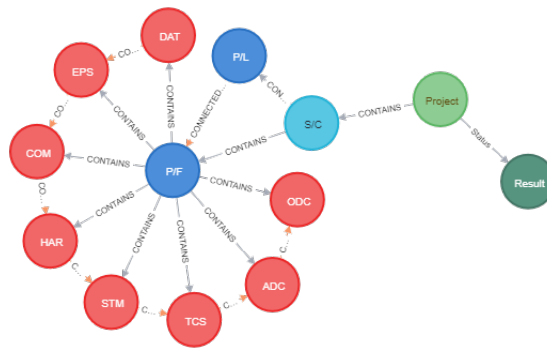 DAT
CO...
EPS
P/L
CON...
Project
CONTAINS
S/C
CONTAINS
CONNECTED
CONTAINS
CO...
CONTAINS
Status
COM
CONTAINS
CONTAINS
P/F
Result
CO...
CONTAINS
CONTAINS
ODC
HAR
CONTAINS
CONTAINS
CONTAINS
C...
C...
ADC
STM
C...
TCS
C...